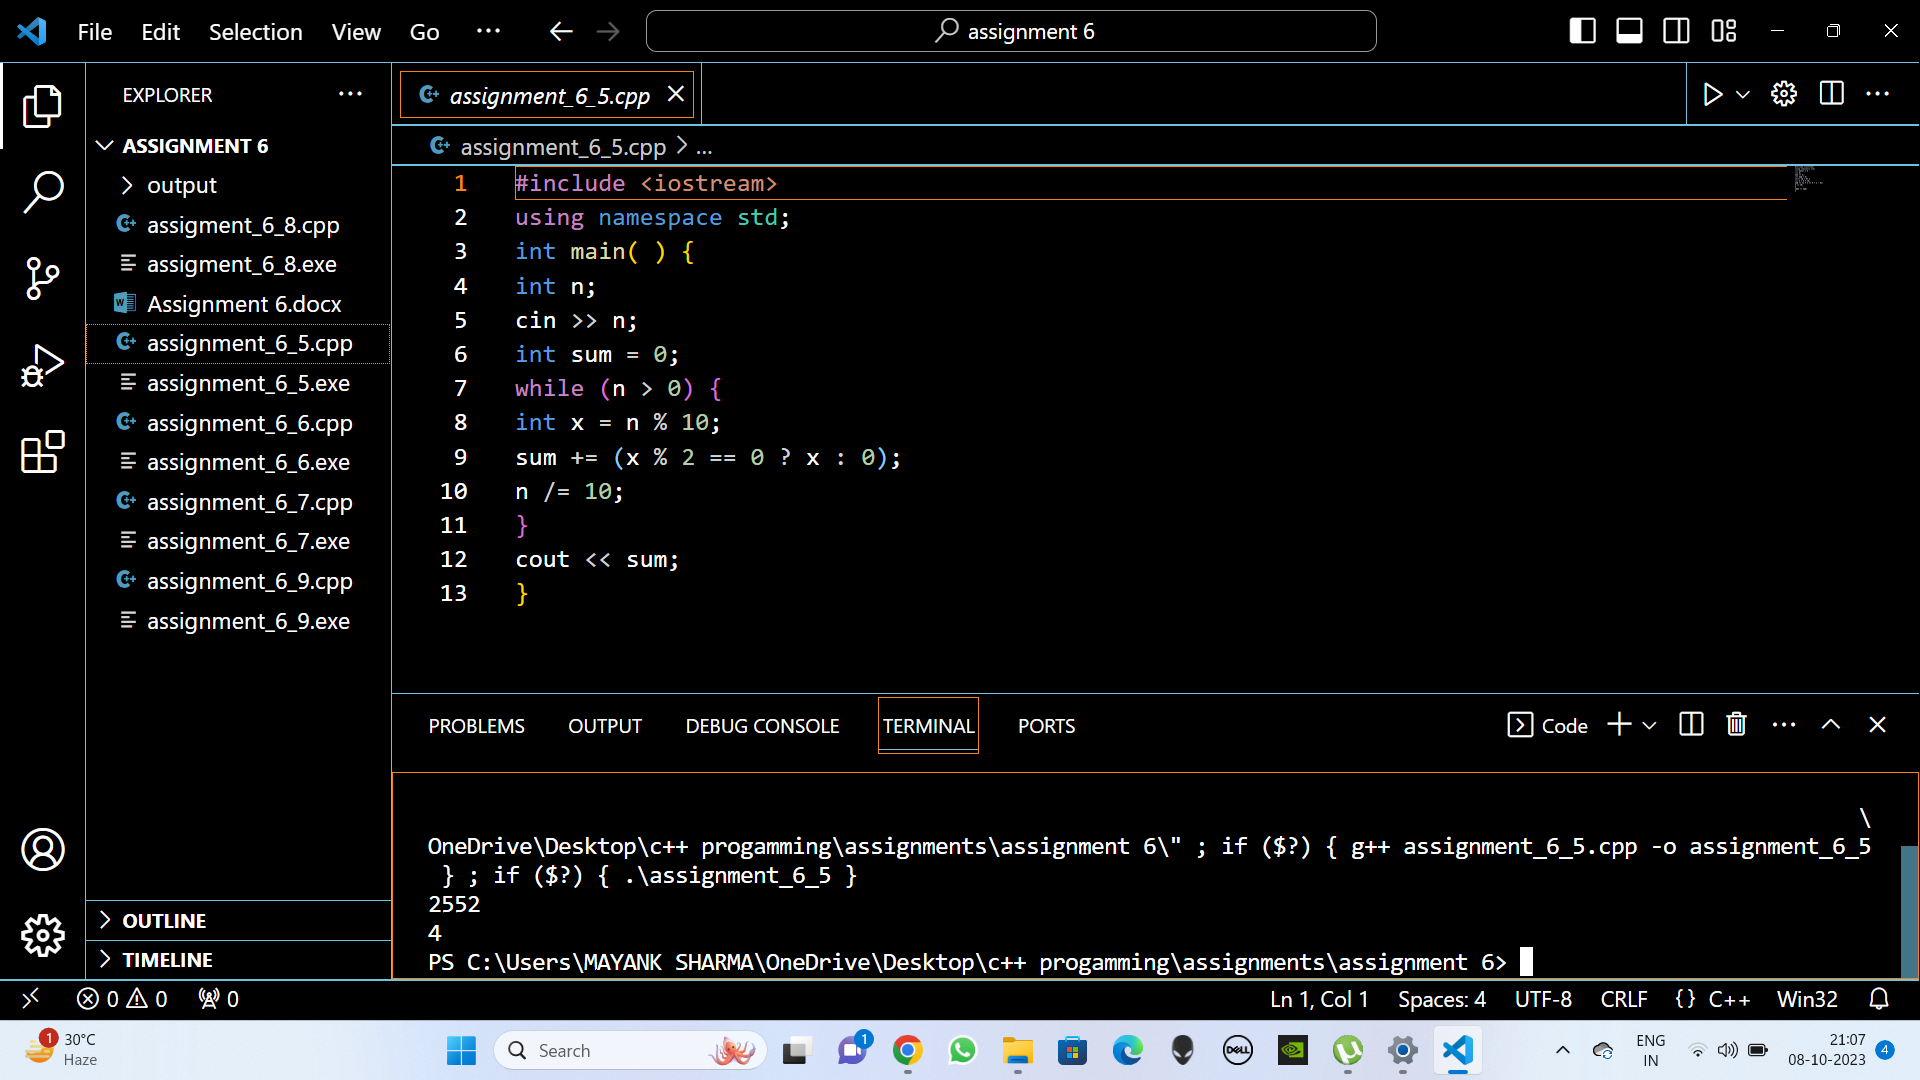 File Edit Selection View Go ··· assignment 6
EXPLORER ···
ASSIGNMENT 6
output
assigment_6_8.cpp
assigment_6_8.exe
Assignment 6.docx
assignment_6_5.cpp
assignment_6_5.exe
assignment_6_6.cpp
assignment_6_6.exe
assignment_6_7.cpp
assignment_6_7.exe
assignment_6_9.cpp
assignment_6_9.exe
OUTLINE
TIMELINE
assignment_6_5.cpp
assignment_6_5.cpp > ...
1 #include <iostream>
2 using namespace std;
3 int main( ) {
4 int n;
5 cin >> n;
6 int sum = 0;
7 while (n > 0) {
8 int x = n % 10;
9 sum += (x % 2 == 0 ? x : 0);
10 n /= 10;
11 }
12 cout << sum;
13 }
PROBLEMS OUTPUT DEBUG CONSOLE TERMINAL PORTS Code
\
OneDrive\Desktop\c++ progamming\assignments\assignment 6\" ; if ($?) { g++ assignment_6_5.cpp -o assignment_6_5
} ; if ($?) { .\assignment_6_5 }
2552
4
PS C:\Users\MAYANK SHARMA\OneDrive\Desktop\c++ progamming\assignments\assignment 6>
0 0 0 Ln 1, Col 1 Spaces: 4 UTF-8 CRLF {} C++ Win32
1 30°C
Haze
Search
1
DELL
ENG
IN
21:07
08-10-2023
4